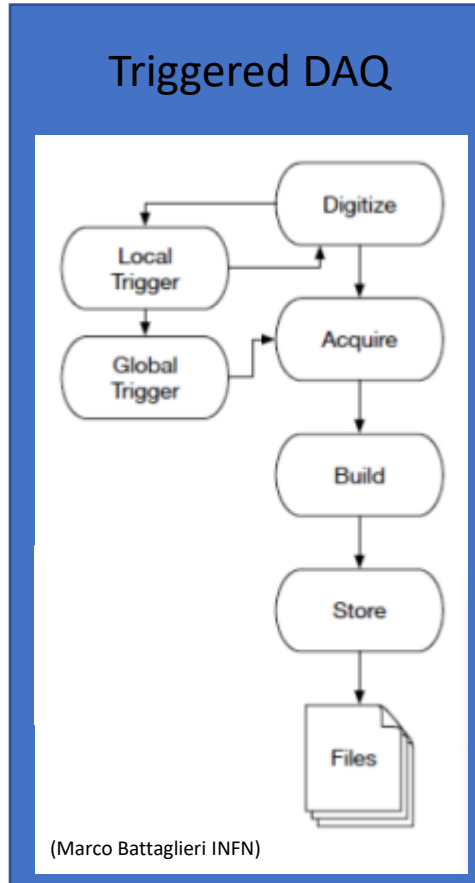 Triggered DAQ
Digitize
Local
Trigger
Acquire
Global
Trigger
Build
Store
Files
(Marco Battaglieri INFN)